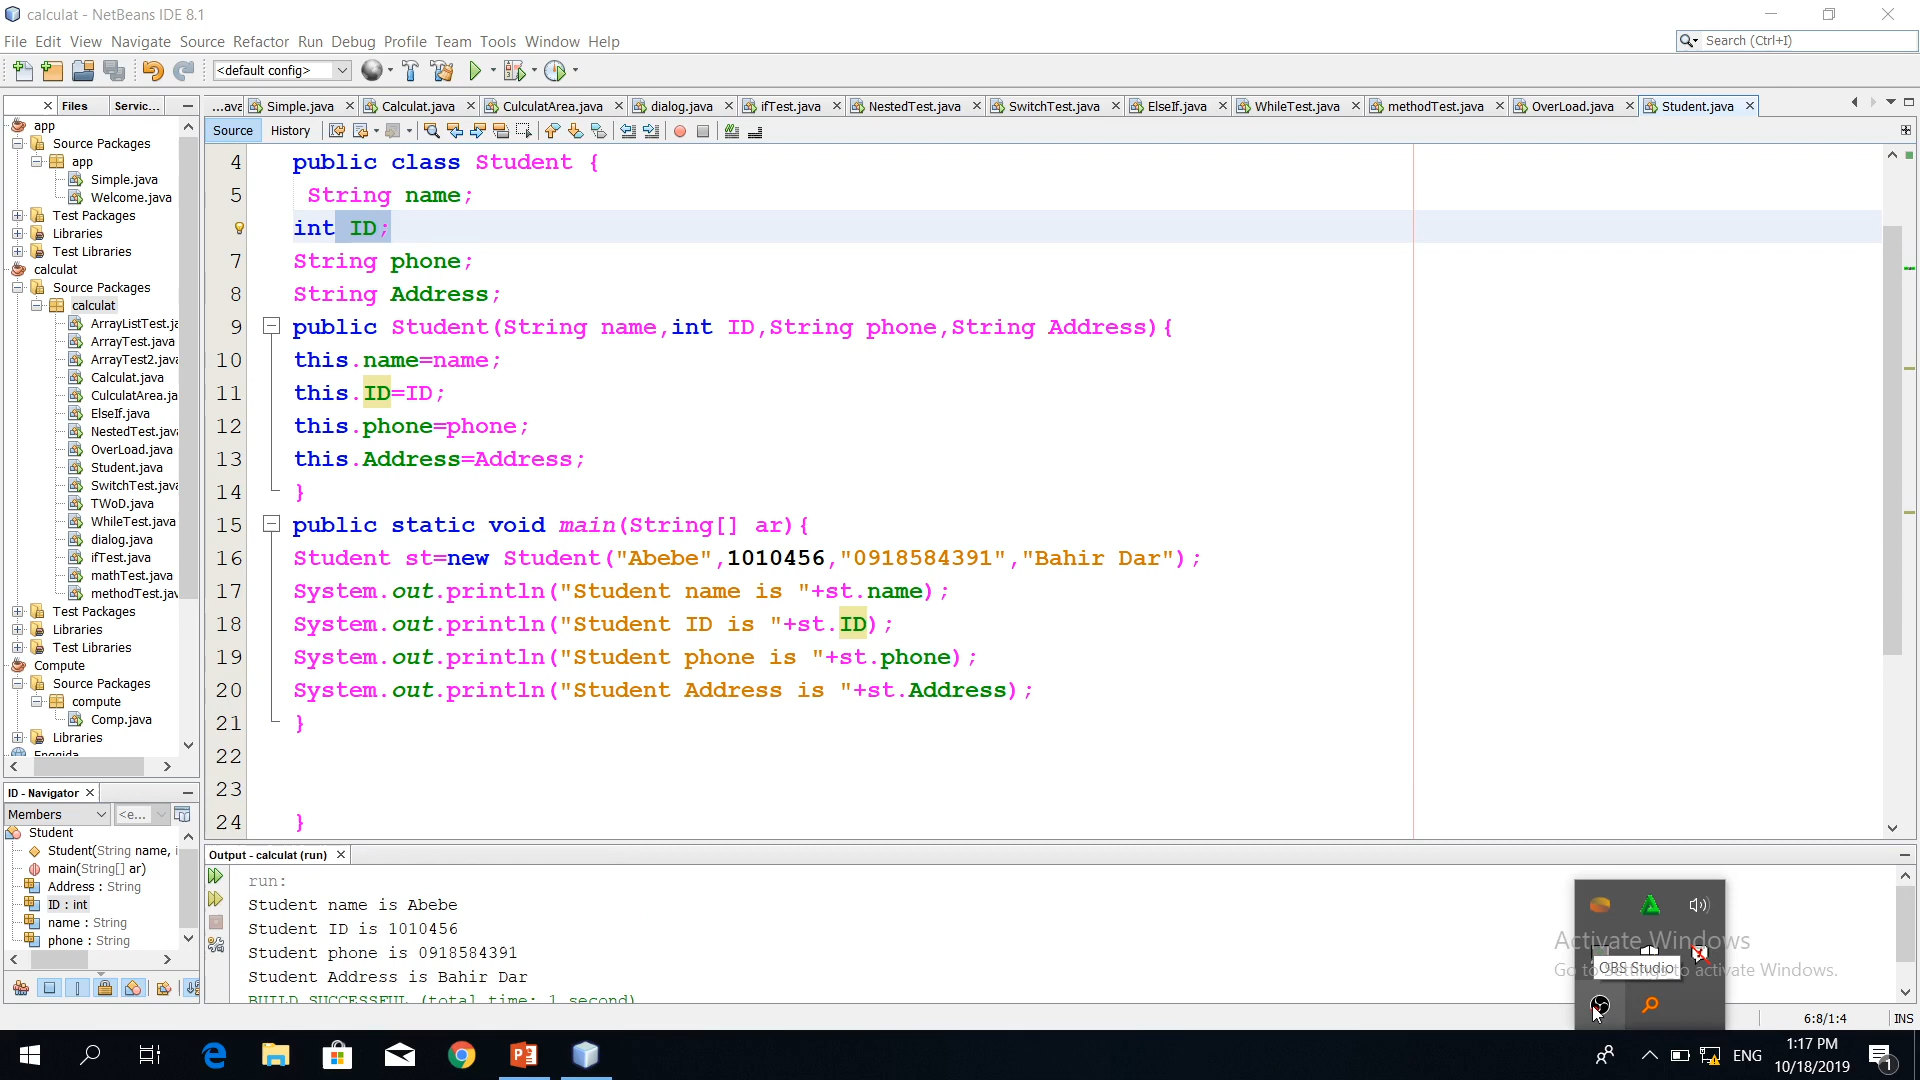 calculat - NetBeans IDE 8.1
File Edit View Navigate Source Refactor Run Debug Profile Team Tools Window Help
Search (Ctrl+I)
<default config>
Files Servic...
...ava Simple.java Calculat.java CulculatArea.java dialog.java ifTest.java NestedTest.java SwitchTest.java ElseIf.java WhileTest.java methodTest.java OverLoad.java Student.java
Source History
app
Source Packages
app
Simple.java
Welcome.java
Test Packages
Libraries
Test Libraries
calculat
Source Packages
calculat
ArrayListTest.ja
ArrayTest.java
ArrayTest2.java
Calculat.java
CulculatArea.ja
ElseIf.java
NestedTest.java
OverLoad.java
Student.java
SwitchTest.java
TWoD.java
WhileTest.java
dialog.java
ifTest.java
mathTest.java
methodTest.jav
Test Packages
Libraries
Test Libraries
Compute
Source Packages
compute
Comp.java
Libraries
4 public class Student {
5 String name;
int ID;
7 String phone;
8 String Address;
9 public Student(String name,int ID,String phone,String Address){
10 this.name=name;
11 this.ID=ID;
12 this.phone=phone;
13 this.Address=Address;
14 }
15 public static void main(String[] ar){
16 Student st=new Student("Abebe",1010456,"0918584391","Bahir Dar");
17 System.out.println("Student name is "+st.name);
18 System.out.println("Student ID is "+st.ID);
19 System.out.println("Student phone is "+st.phone);
20 System.out.println("Student Address is "+st.Address);
21 }
22
23
24 }
ID - Navigator
Members <e...
Student
Student(String name, i
main(String[] ar)
Address : String
ID : int
name : String
phone : String
Output - calculat (run)
run:
Student name is Abebe
Student ID is 1010456
Student phone is 0918584391
Student Address is Bahir Dar
BUILD SUCCESSFUL (total time: 1 second)
Activate Windows
Go to Settings to activate Windows.
OBS Studio
6:8/1:4 INS
ENG
1:17 PM
10/18/2019
1